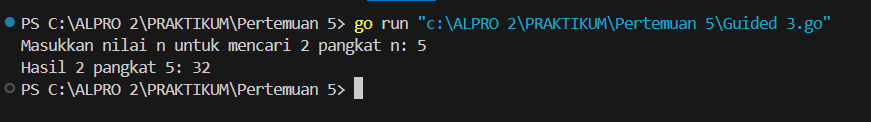 PS C:\ALPRO 2\PRAKTIKUM\Pertemuan 5> go run "c:\ALPRO 2\PRAKTIKUM\Pertemuan 5\Guided 3.go"
Masukkan nilai n untuk mencari 2 pangkat n: 5
Hasil 2 pangkat 5: 32
PS C:\ALPRO 2\PRAKTIKUM\Pertemuan 5>